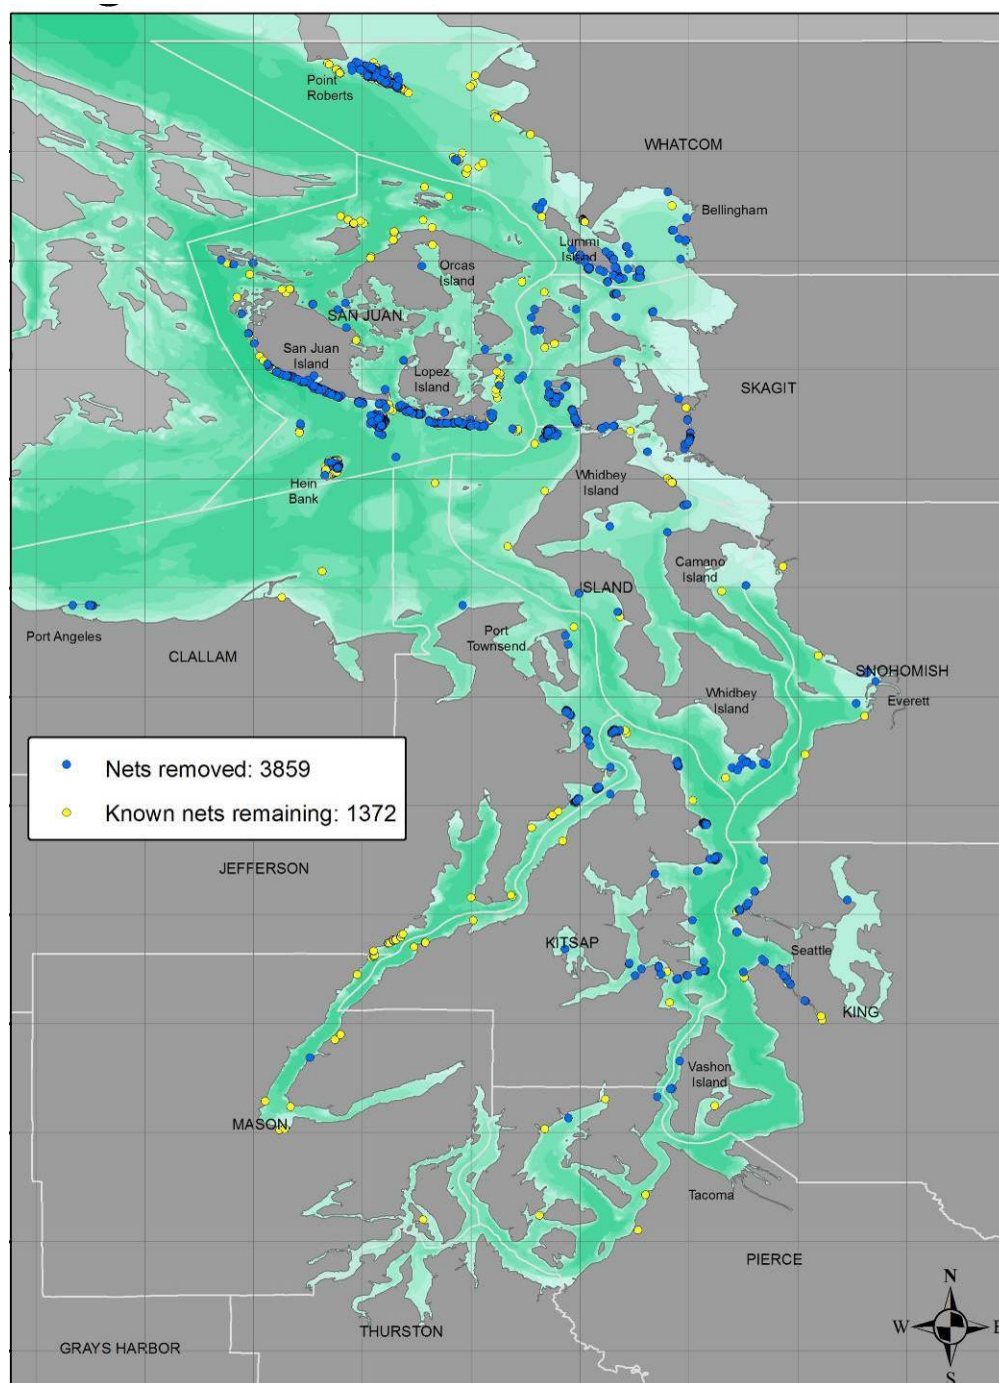 Point
Roberts
WHATCOM
Bellingham
Lummi
Island
Orcas
Island
SAN JUAN
San Juan
Island
Lopez
Island
SKAGIT
Hein
Bank
Whidbey
Island
Camano
Island
ISLAND
Port Angeles
CLALLAM
Port
Townsend
SNOHOMISH
Everett
Whidbey
Island
Nets removed: 3859
Known nets remaining: 1372
JEFFERSON
KITSAP
Seattle
KING
Vashon
Island
MASON
Tacoma
PIERCE
THURSTON
GRAYS HARBOR
N
W
E
S